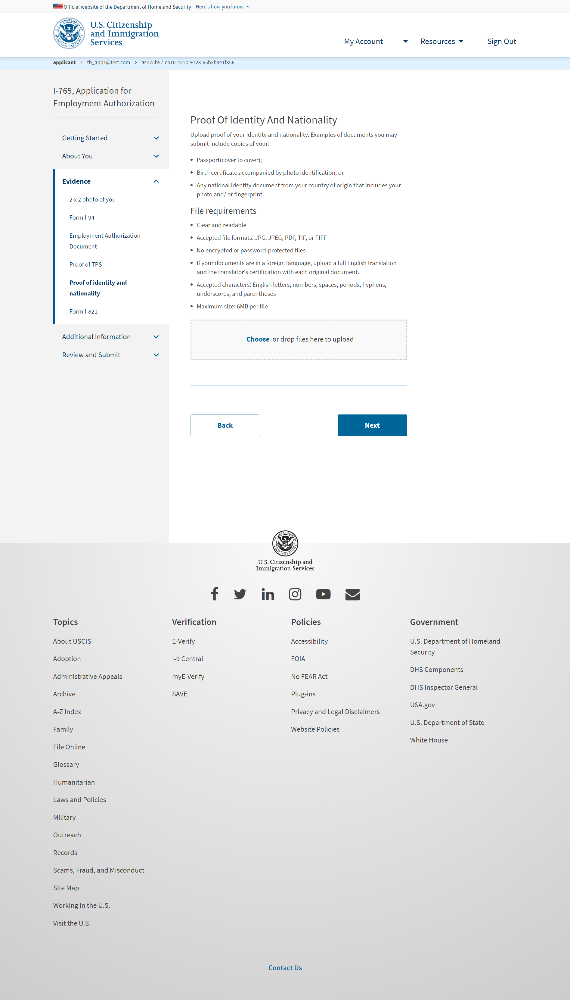 Official website of the Department of Homeland Security Here's how you know
U.S. Citizenship
and Immigration
Services
My Account Resources Sign Out
applicant > tb_app1@test.com > ac375b57-e510-421b-9723-65b2b4e1f356
I-765, Application for
Employment Authorization
Getting Started
About You
Evidence
2 x 2 photo of you
Form I-94
Employment Authorization
Document
Proof of TPS
Proof of identity and
nationality
Form I-821
Additional Information
Review and Submit
Proof Of Identity And Nationality
Upload proof of your identity and nationality. Examples of documents you may
submit include copies of your:
Passport(cover to cover);
Birth certificate accompanied by photo identification; or
Any national identity document from your country of origin that includes your
photo and/ or fingerprint.
File requirements
Clear and readable
Accepted file formats: JPG, JPEG, PDF, TIF, or TIFF
No encrypted or password-protected files
If your documents are in a foreign language, upload a full English translation
and the translator's certification with each original document.
Accepted characters: English letters, numbers, spaces, periods, hyphens,
underscores, and parentheses
Maximum size: 6MB per file
Choose or drop files here to upload
Back Next
U.S. DEPARTMENT OF HOMELAND SECURITY
U.S. Citizenship and
Immigration Services
Topics
About USCIS
Adoption
Administrative Appeals
Archive
A-Z Index
Family
File Online
Glossary
Humanitarian
Laws and Policies
Military
Outreach
Records
Scams, Fraud, and Misconduct
Site Map
Working in the U.S.
Visit the U.S.
Verification
E-Verify
I-9 Central
myE-Verify
SAVE
Policies
Accessibility
FOIA
No FEAR Act
Plug-ins
Privacy and Legal Disclaimers
Website Policies
Government
U.S. Department of Homeland
Security
DHS Components
DHS Inspector General
USA.gov
U.S. Department of State
White House
Contact Us